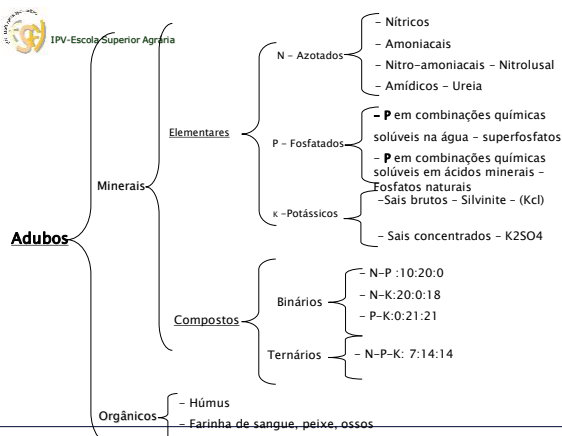 IPV-Escola Superior Agrária
- Nítricos
- Amoniacais
N - Azotados
- Nitro-amoniacais - Nitrolusal
- Amídicos - Ureia
- P em combinações químicas
Elementares
solúveis na água - superfosfatos
P - Fosfatados
- P em combinações químicas
solúveis em ácidos minerais -
Fosfatos naturais
Minerais
-Sais brutos - Silvinite - (Kcl)
K -Potássicos
- Sais concentrados - K2SO4
Adubos
- N-P :10:20:0
Binários
- N-K:20:0:18
- P-K:0:21:21
Compostos
Ternários
- N-P-K: 7:14:14
- Húmus
Orgânicos
- Farinha de sangue, peixe, ossos